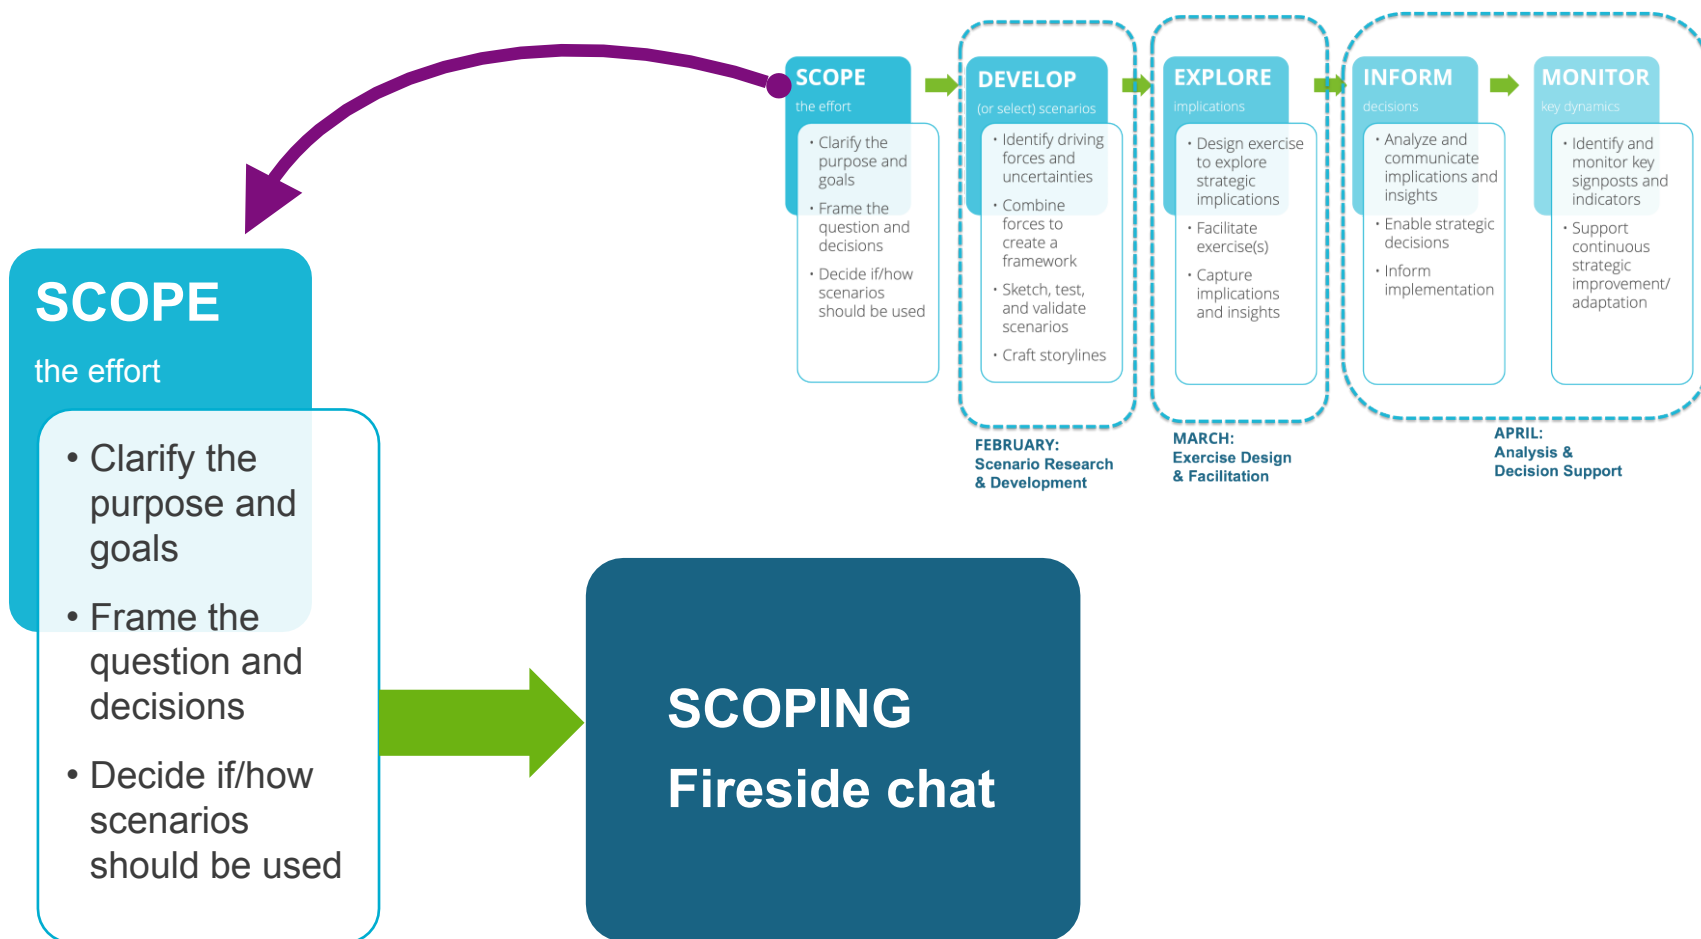 SCOPE
the effort
• Clarify the
purpose and
goals
• Frame the
question and
decisions
• Decide if/how
scenarios
should be used
DEVELOP
(or select) scenarios
• Identify driving
forces and
uncertainties
• Combine
forces to
create a
framework
• Sketch, test,
and validate
scenarios
• Craft storylines
EXPLORE
implications
• Design exercise
to explore
strategic
implications
• Facilitate
exercise(s)
• Capture
implications
and insights
INFORM
decisions
• Analyze and
communicate
implications and
insights
• Enable strategic
decisions
• Inform
implementation
MONITOR
key dynamics
• Identify and
monitor key
signposts and
indicators
• Support
continuous
strategic
improvement/
adaptation
FEBRUARY:
Scenario Research
& Development
MARCH:
Exercise Design
& Facilitation
APRIL:
Analysis &
Decision Support
SCOPE
the effort
• Clarify the
purpose and
goals
• Frame the
question and
decisions
• Decide if/how
scenarios
should be used
SCOPING
Fireside chat